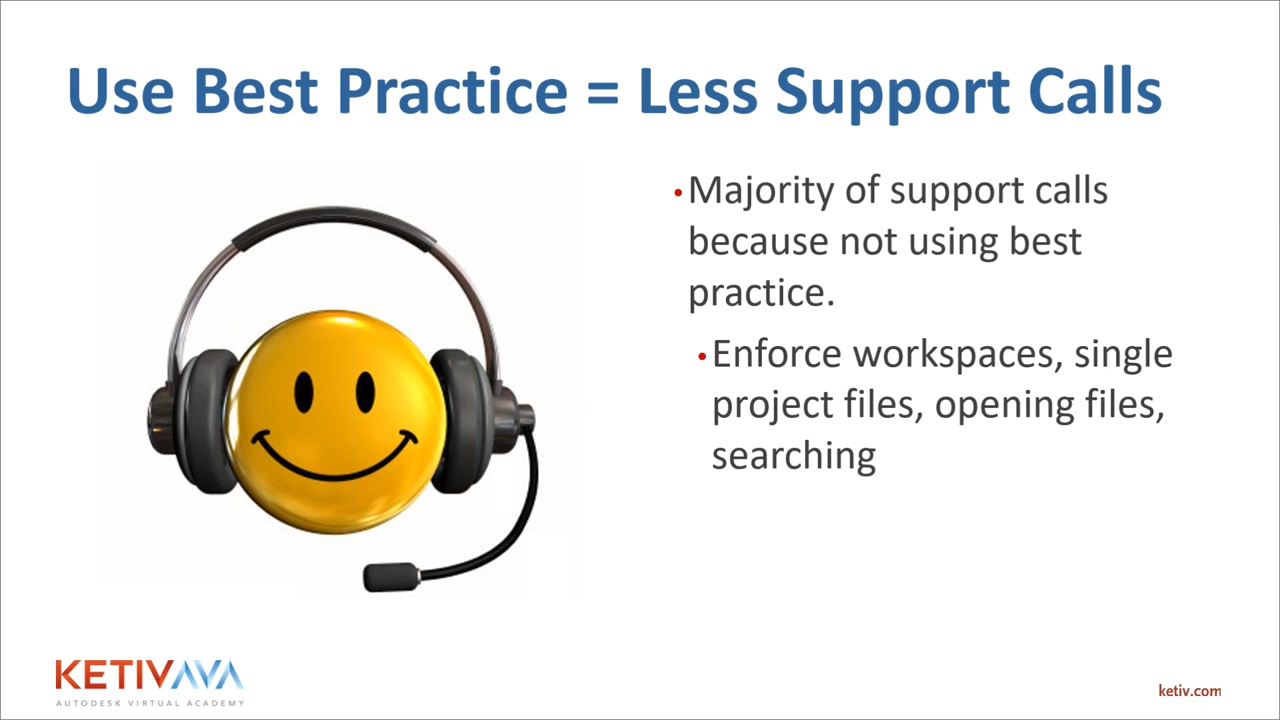 Use Best Practice = Less Support Calls
•Majority of support calls
because not using best
practice.
•Enforce workspaces, single
project files, opening files,
searching
KETIVAVA
AUTODESK VIRTUAL ACADEMY
ketiv.com